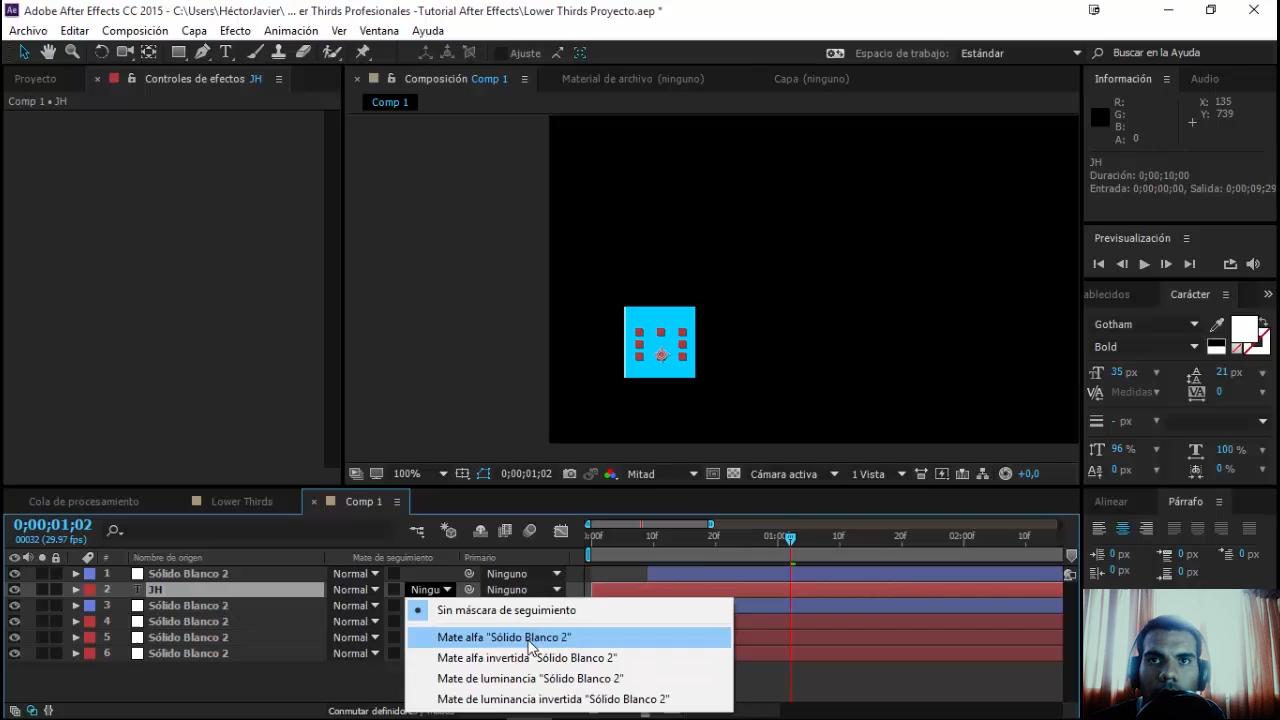 Adobe After Effects CC 2015 - C:\Users\HéctorJavier\ ... er Thirds Profesionales -Tutorial After Effects\Lower Thirds Proyecto.aep *
Archivo Editar Composición Capa Efecto Animación Ver Ventana Ayuda
Ajuste Espacio de trabajo: Estándar Buscar en la Ayuda
Proyecto Controles de efectos JH Composición Comp 1 Material de archivo (ninguno) Capa (ninguno) Información Audio
Comp 1 • JH
Comp 1
R: X: 135
G: Y: 739
B:
A: 0
JH
Duración: 0;00;10;00
Entrada: 0;00;00;00, Salida: 0;00;09;29
Previsualización
ablecidos Carácter
Gotham
Bold
35 px 21 px
Medidas 0
- px
96 % 100 %
0 px 0 %
100% 0;00;01;02 Mitad Cámara activa 1 Vista +0,0
Cola de procesamiento Lower Thirds Comp 1 Alinear Párrafo
0;00;01;02
00032 (29.97 fps)
:00f 10f 20f 01:00f 10f 20f 02:00f 10f
# Nombre de origen Mate de seguimiento Primario
1 Sólido Blanco 2 Normal Ninguno
2 T JH Normal Ningu Ninguno
3 Sólido Blanco 2 Normal
4 Sólido Blanco 2 Normal
5 Sólido Blanco 2 Normal
6 Sólido Blanco 2 Normal
Sin máscara de seguimiento
Mate alfa "Sólido Blanco 2"
Mate alfa invertida "Sólido Blanco 2"
Mate de luminancia "Sólido Blanco 2"
Mate de luminancia invertida "Sólido Blanco 2"
0 px 0 px 0 px
0 px 0 px